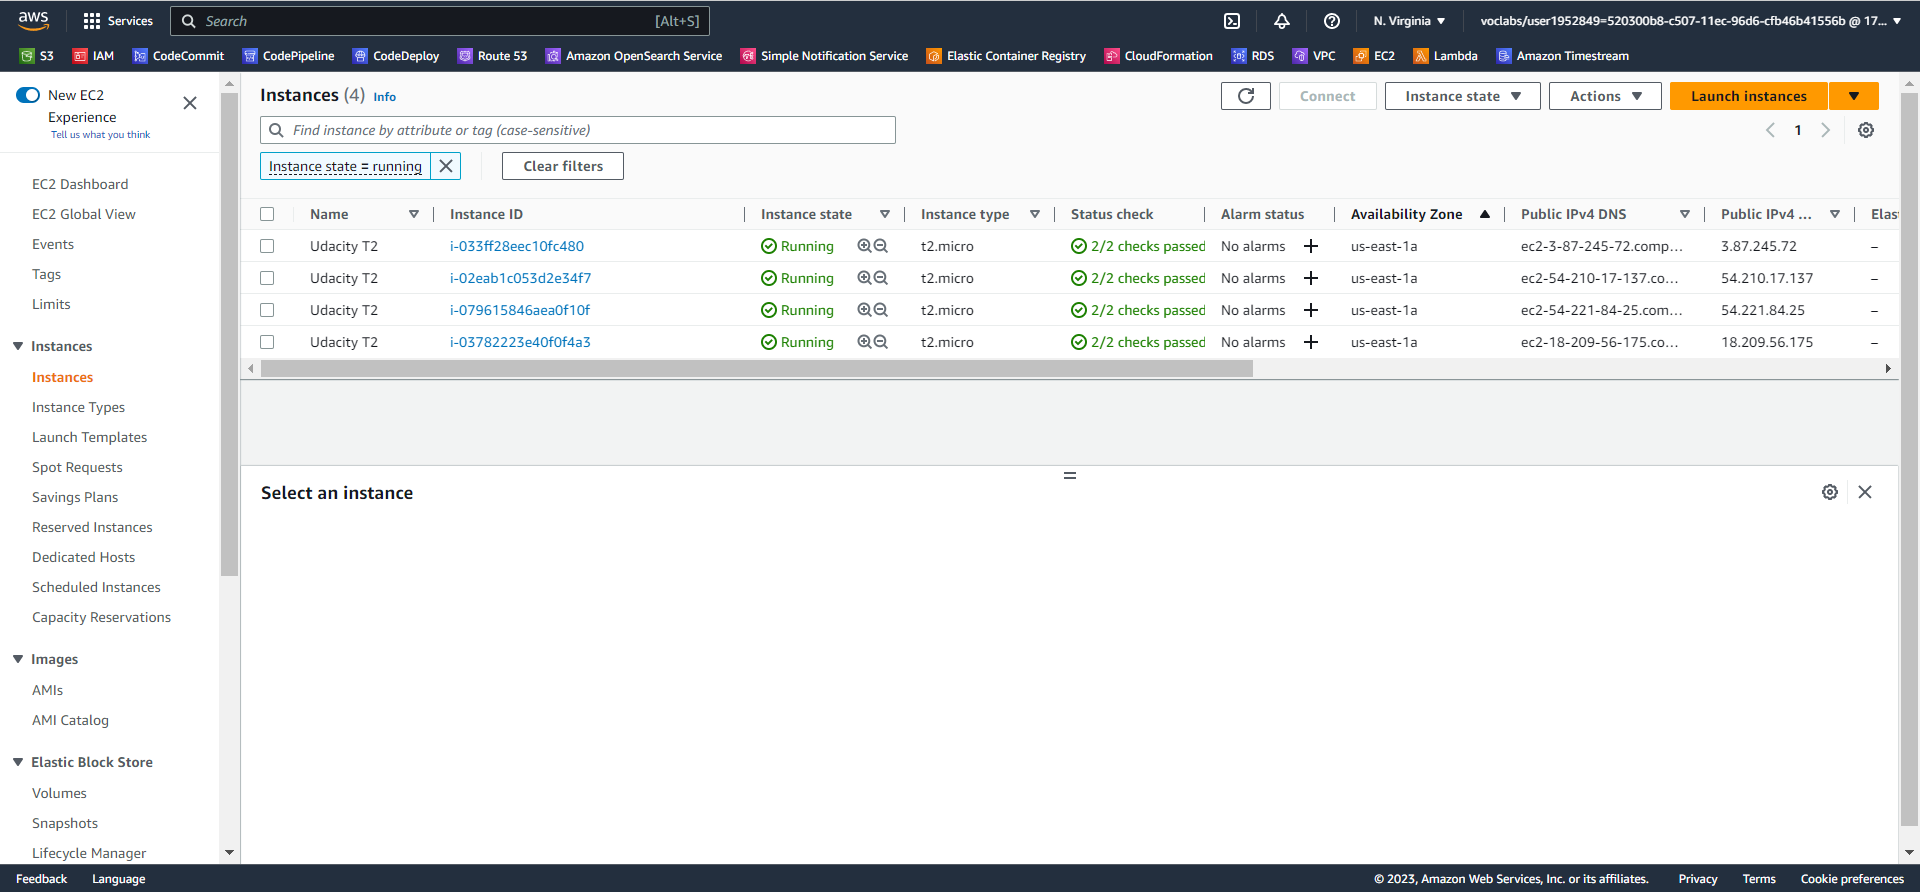 aws Services Search [Alt+S] N. Virginia voclabs/user1952849=520300b8-c507-11ec-96d6-cfb46b41556b @ 17...
S3 IAM CodeCommit CodePipeline CodeDeploy Route 53 Amazon OpenSearch Service Simple Notification Service Elastic Container Registry CloudFormation RDS VPC EC2 Lambda Amazon Timestream
New EC2
Experience
Tell us what you think
EC2 Dashboard
EC2 Global View
Events
Tags
Limits
Instances
Instances
Instance Types
Launch Templates
Spot Requests
Savings Plans
Reserved Instances
Dedicated Hosts
Scheduled Instances
Capacity Reservations
Images
AMIs
AMI Catalog
Elastic Block Store
Volumes
Snapshots
Lifecycle Manager
Instances (4) Info Connect Instance state Actions Launch instances
Find instance by attribute or tag (case-sensitive) 1
Instance state = running Clear filters
Name Instance ID Instance state Instance type Status check Alarm status Availability Zone Public IPv4 DNS Public IPv4 ... Elas
Udacity T2 i-033ff28eec10fc480 Running t2.micro 2/2 checks passed No alarms us-east-1a ec2-3-87-245-72.comp... 3.87.245.72 –
Udacity T2 i-02eab1c053d2e34f7 Running t2.micro 2/2 checks passed No alarms us-east-1a ec2-54-210-17-137.co... 54.210.17.137 –
Udacity T2 i-079615846aea0f10f Running t2.micro 2/2 checks passed No alarms us-east-1a ec2-54-221-84-25.com... 54.221.84.25 –
Udacity T2 i-03782223e40f0f4a3 Running t2.micro 2/2 checks passed No alarms us-east-1a ec2-18-209-56-175.co... 18.209.56.175 –
Select an instance
Feedback Language © 2023, Amazon Web Services, Inc. or its affiliates. Privacy Terms Cookie preferences